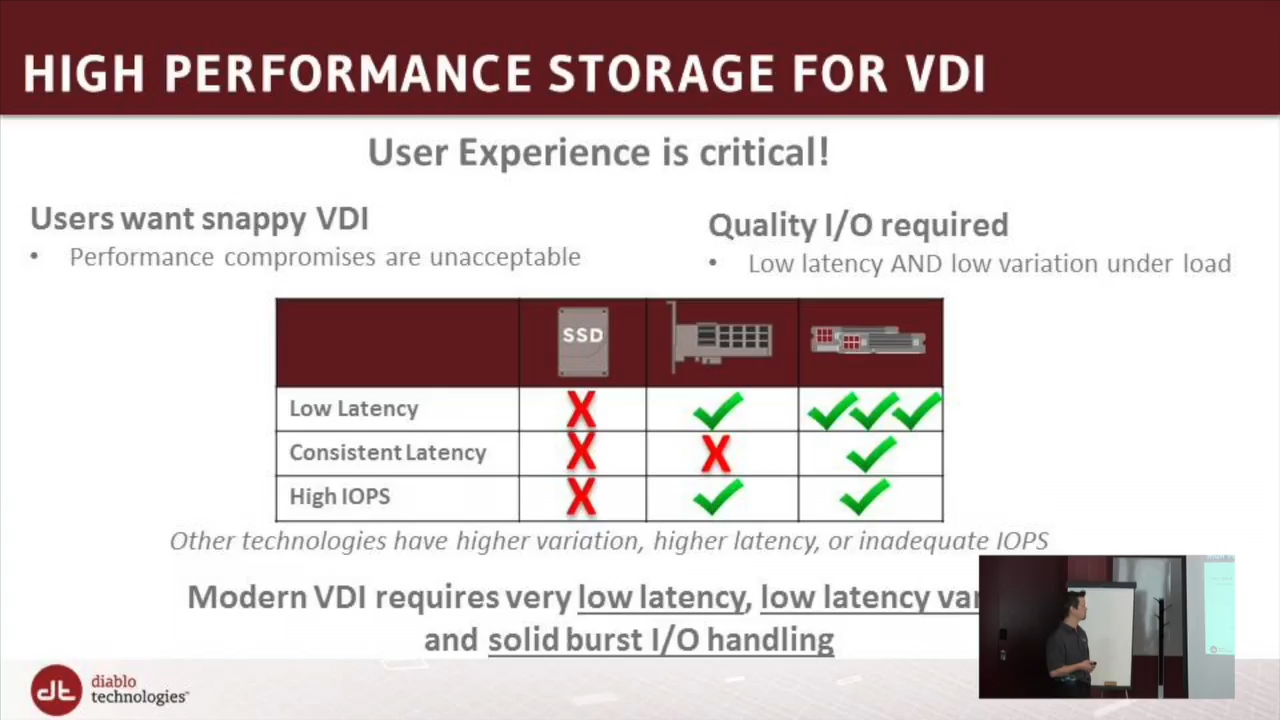 HIGH PERFORMANCE STORAGE FOR VDI
User Experience is critical!
Users want snappy VDI
• Performance compromises are unacceptable
Quality I/O required
• Low latency AND low variation under load
SSD
Low Latency
Consistent Latency
High IOPS
Other technologies have higher variation, higher latency, or inadequate IOPS
Modern VDI requires very low latency, low latency var
and solid burst I/O handling
dt diablo
technologies™